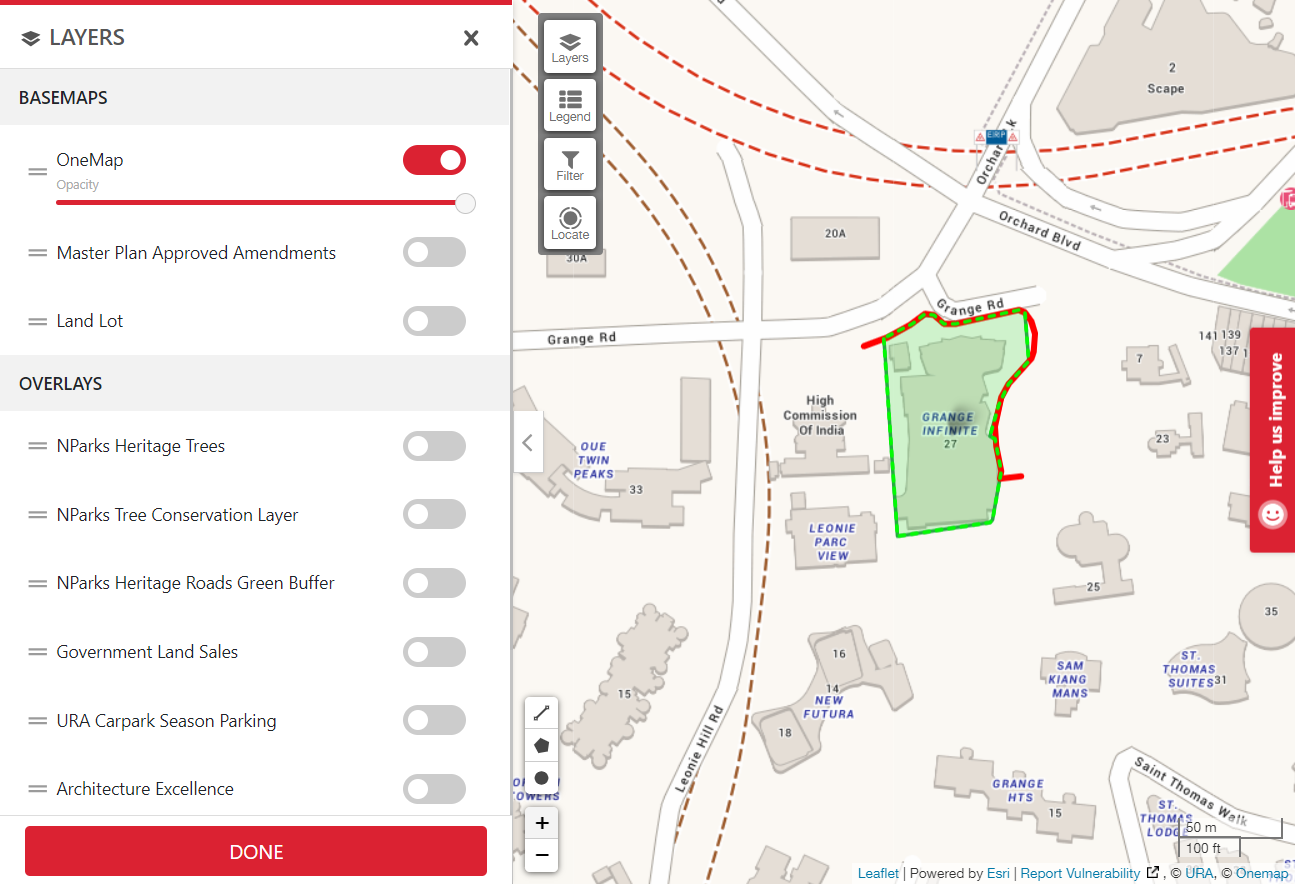 LAYERS
BASEMAPS
OneMap
Opacity
Master Plan Approved Amendments
Land Lot
OVERLAYS
NParks Heritage Trees
NParks Tree Conservation Layer
NParks Heritage Roads Green Buffer
Government Land Sales
URA Carpark Season Parking
Architecture Excellence
DONE
Layers
Legend
Filter
Locate
30A
20A
2
Scape
ERP
Orchard Blvd
Grange Rd
Grange Rd
141 139
137
7
High
Commission
Of India
GRANGE
INFINITE
27
23
OUE
TWIN
PEAKS
33
LEONIE
PARC
VIEW
25
35
16
14
NEW
FUTURA
18
15
SAM
KIANG
MANS
ST.
THOMAS
SUITES
31
Leonie Hill Rd
GRANGE
HTS
15
Saint Thomas Walk
ST.
THOMAS
Help us improve
+
−
50 m
100 ft
Leaflet | Powered by Esri | Report Vulnerability , © URA, © Onemap